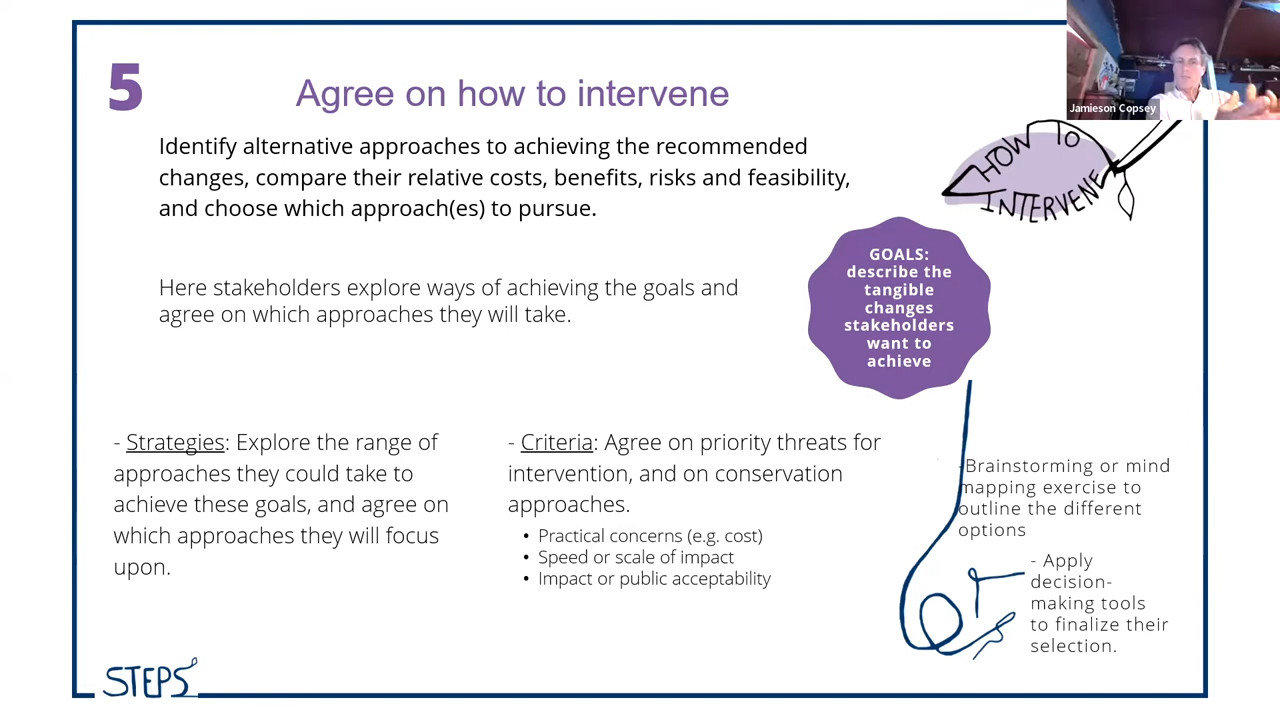 5
Agree on how to intervene
Jamieson Copsey
Identify alternative approaches to achieving the recommended
changes, compare their relative costs, benefits, risks and feasibility,
and choose which approach(es) to pursue.
HOW TO
INTERVENE
Here stakeholders explore ways of achieving the goals and
agree on which approaches they will take.
GOALS:
describe the
tangible
changes
stakeholders
want to
achieve
- Strategies: Explore the range of
approaches they could take to
achieve these goals, and agree on
which approaches they will focus
upon.
- Criteria: Agree on priority threats for
intervention, and on conservation
approaches.
• Practical concerns (e.g. cost)
• Speed or scale of impact
• Impact or public acceptability
-Brainstorming or mind
mapping exercise to
outline the different
options
- Apply
decision-
making tools
to finalize their
selection.
STEPS